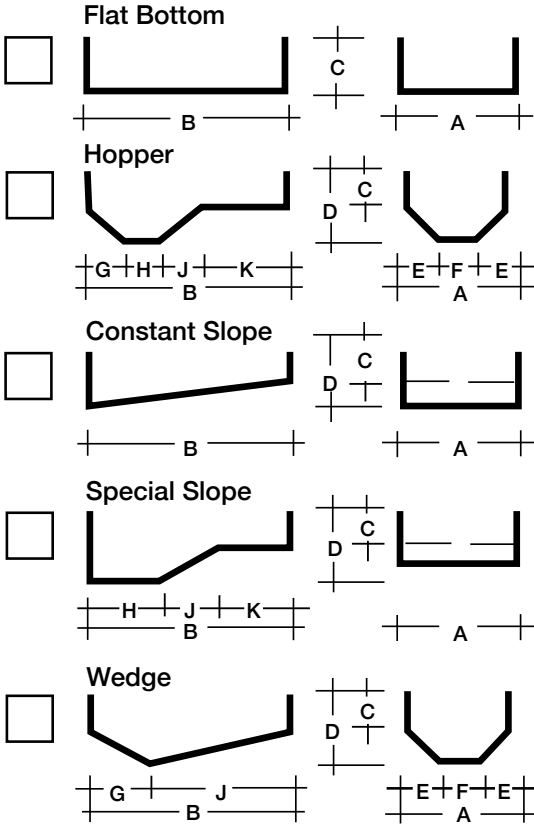 Flat Bottom
C
B A
Hopper
C
D
G H J K E F E
B A
Constant Slope
C
D
B A
Special Slope
C
D
H J K
B A
Wedge
C
D
G J E F E
B A